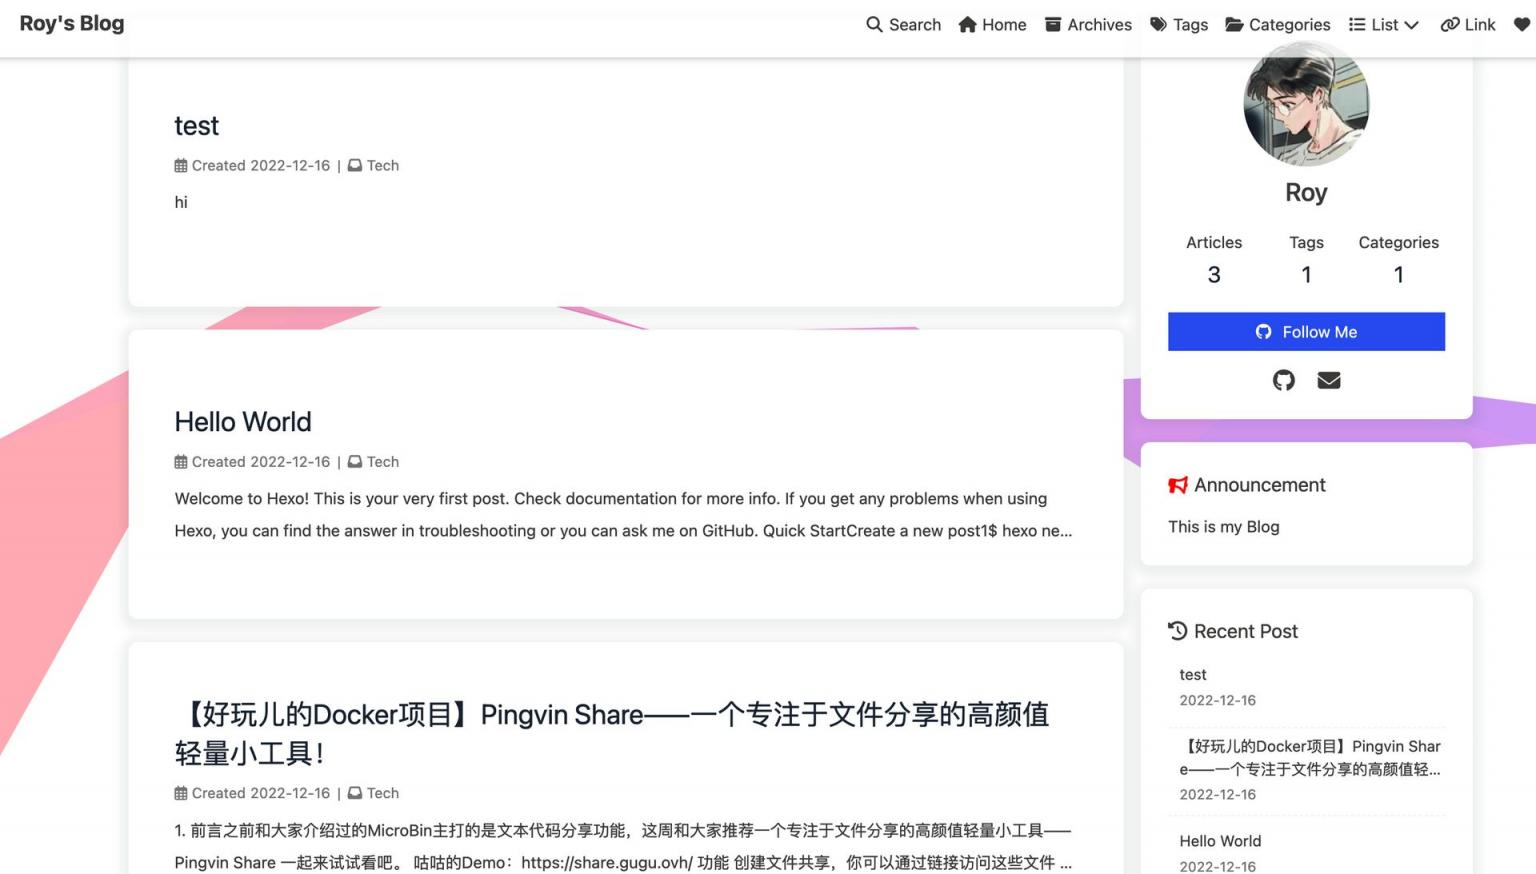 Roy's Blog
Search Home Archives Tags Categories List Link
test
Created 2022-12-16 | Tech
hi
Hello World
Created 2022-12-16 | Tech
Welcome to Hexo! This is your very first post. Check documentation for more info. If you get any problems when using
Hexo, you can find the answer in troubleshooting or you can ask me on GitHub. Quick StartCreate a new post1$ hexo ne...
【好玩儿的Docker项目】Pingvin Share——一个专注于文件分享的高颜值
轻量小工具！
Created 2022-12-16 | Tech
1. 前言之前和大家介绍过的MicroBin主打的是文本代码分享功能，这周和大家推荐一个专注于文件分享的高颜值轻量小工具——
Pingvin Share 一起来试试看吧。 咕咕的Demo：https://share.gugu.ovh/ 功能 创建文件共享，你可以通过链接访问这些文件 ...
Roy
Articles Tags Categories
3 1 1
Follow Me
Announcement
This is my Blog
Recent Post
test
2022-12-16
【好玩儿的Docker项目】Pingvin Shar
e——一个专注于文件分享的高颜值轻...
2022-12-16
Hello World
2022-12-16